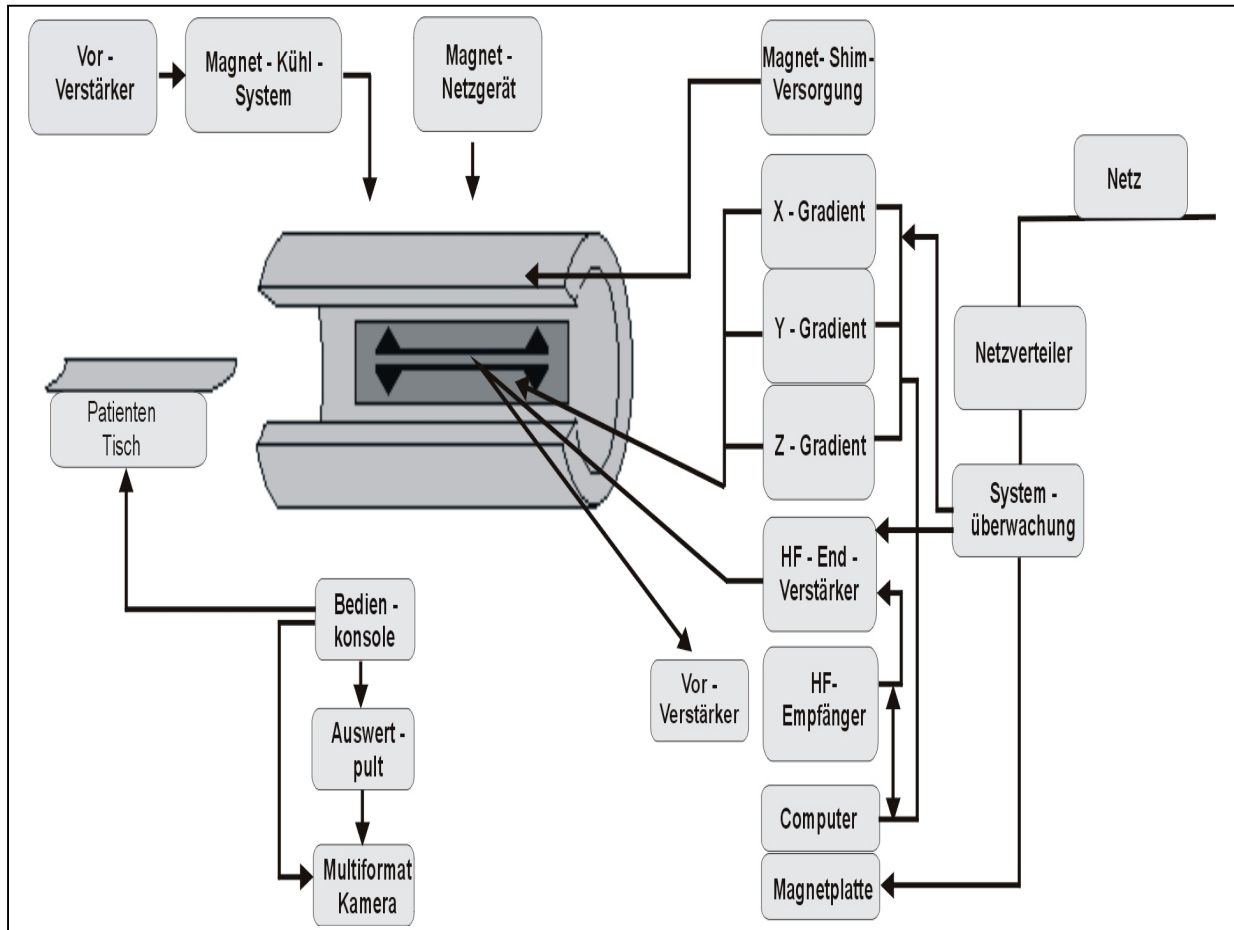 Vor -
Verstärker
Magnet - Kühl -
System
Magnet -
Netzgerät
Magnet- Shim-
Versorgung
Netz
X - Gradient
Y - Gradient
Netzverteiler
Patienten
Tisch
Z - Gradient
System -
überwachung
HF - End -
Verstärker
Bedien -
konsole
Vor -
Verstärker
HF-
Empfänger
Auswert -
pult
Computer
Multiformat
Kamera
Magnetplatte